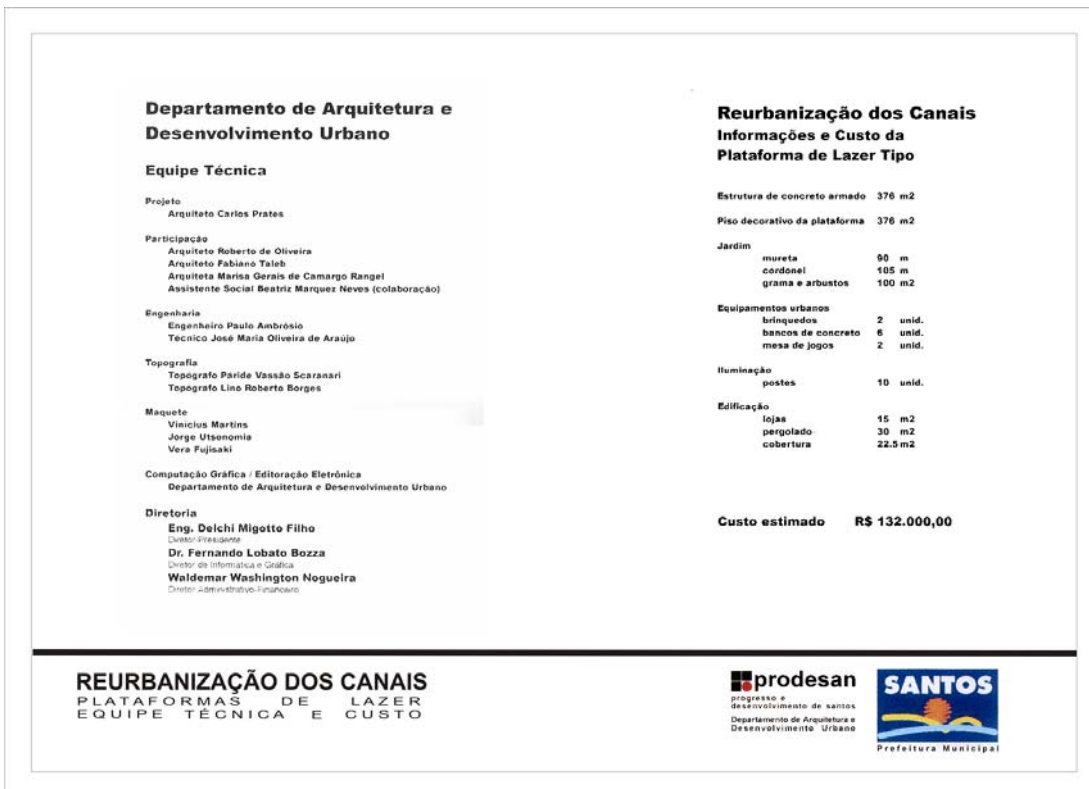 Departamento de Arquitetura e
Desenvolvimento Urbano
Equipe Técnica
Projeto
Arquiteto Carlos Prates
Participação
Arquiteto Roberto de Oliveira
Arquiteto Fabiano Taleb
Arquiteta Marisa Gerais de Camargo Rangel
Assistente Social Beatriz Marquez Neves (colaboração)
Engenharia
Engenheiro Paulo Ambrósio
Técnico José Maria Oliveira de Araújo
Topografia
Topógrafo Páride Vassão Scaranari
Topógrafo Lino Roberto Borges
Maquete
Vinicius Martins
Jorge Utsonomia
Vera Fujisaki
Computação Gráfica / Editoração Eletrônica
Departamento de Arquitetura e Desenvolvimento Urbano
Diretoria
Eng. Delchi Migotto Filho
Diretor-Presidente
Dr. Fernando Lobato Bozza
Diretor de Informatica e Gráfica
Waldemar Washington Nogueira
Diretor Administrativo-Financeiro
Reurbanização dos Canais
Informações e Custo da
Plataforma de Lazer Tipo
Estrutura de concreto armado 376 m2
Piso decorativo da plataforma 376 m2
Jardim
mureta 90 m
cordonel 105 m
grama e arbustos 100 m2
Equipamentos urbanos
brinquedos 2 unid.
bancos de concreto 6 unid.
mesa de jogos 2 unid.
Iluminação
postes 10 unid.
Edificação
lojas 15 m2
pergolado 30 m2
cobertura 22.5 m2
Custo estimado R$ 132.000,00
REURBANIZAÇÃO DOS CANAIS
PLATAFORMAS DE LAZER
EQUIPE TÉCNICA E CUSTO
prodesan
progresso e
desenvolvimento de santos
Departamento de Arquitetura e
Desenvolvimento Urbano
SANTOS
Prefeitura Municipal